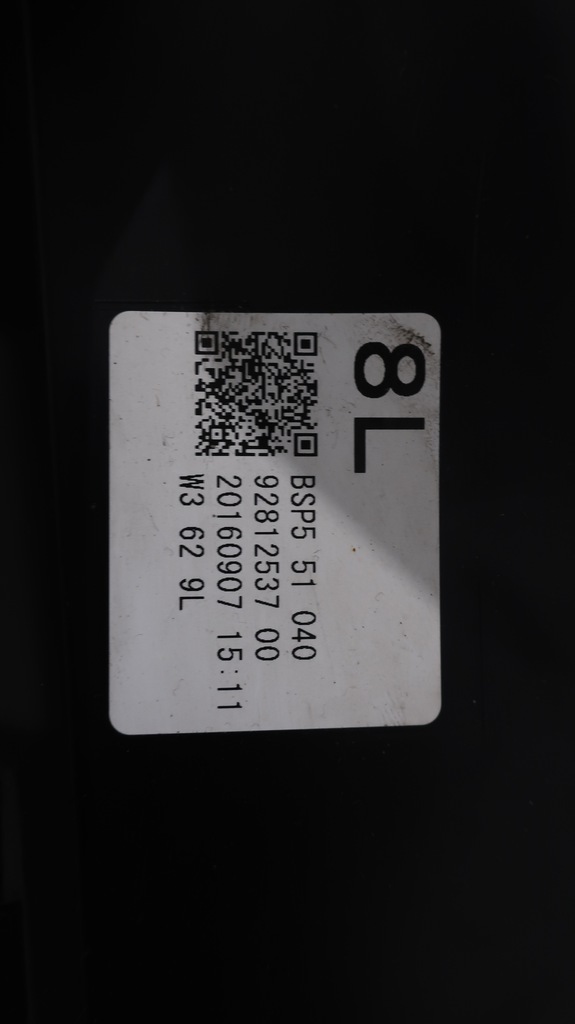 8L
BSP5 51 040
92812537 00
20160907 15:11
W3 62 9L